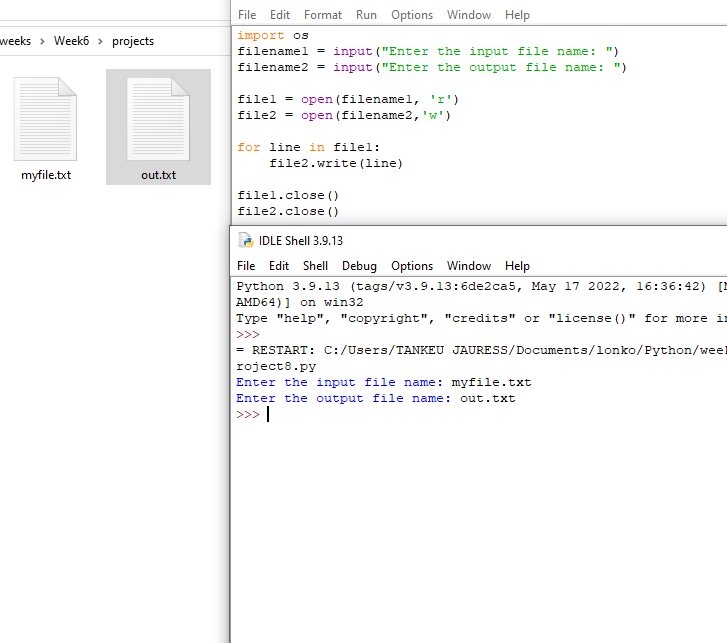 weeks > Week6 > projects
myfile.txt
out.txt
File Edit Format Run Options Window Help
import os
filename1 = input("Enter the input file name: ")
filename2 = input("Enter the output file name: ")
file1 = open(filename1, 'r')
file2 = open(filename2,'w')
for line in file1:
    file2.write(line)
file1.close()
file2.close()
IDLE Shell 3.9.13
File Edit Shell Debug Options Window Help
Python 3.9.13 (tags/v3.9.13:6de2ca5, May 17 2022, 16:36:42) [
AMD64)] on win32
Type "help", "copyright", "credits" or "license()" for more
>>>
= RESTART: C:/Users/TANKEU JAURESS/Documents/lonko/Python/wee
roject8.py
Enter the input file name: myfile.txt
Enter the output file name: out.txt
>>>